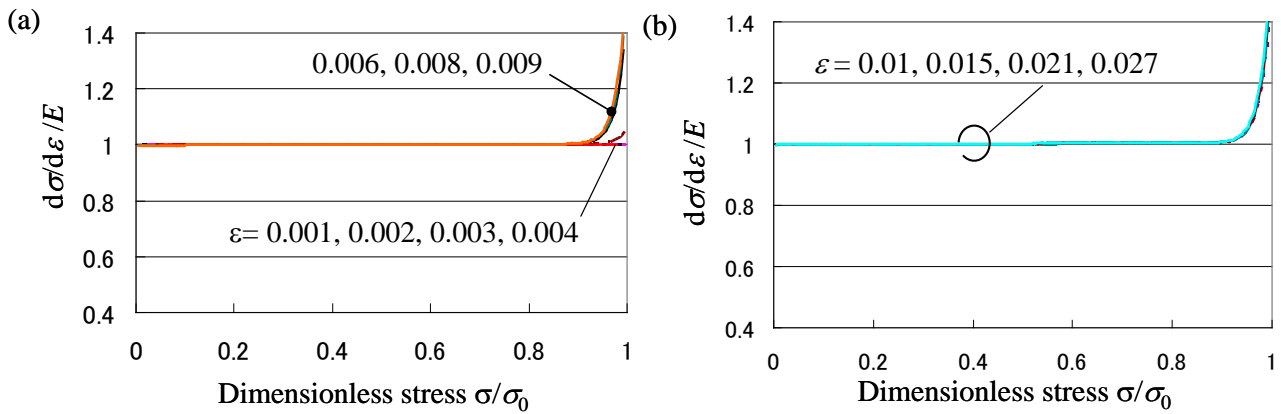 (a)
1.4
1.2
1
0.8
0.6
0.4
dσ/dε/E
0.006, 0.008, 0.009
ε= 0.001, 0.002, 0.003, 0.004
0 0.2 0.4 0.6 0.8 1
Dimensionless stress σ/σ₀
(b)
1.4
1.2
1
0.8
0.6
0.4
dσ/dε/E
ε = 0.01, 0.015, 0.021, 0.027
0 0.2 0.4 0.6 0.8 1
Dimensionless stress σ/σ₀